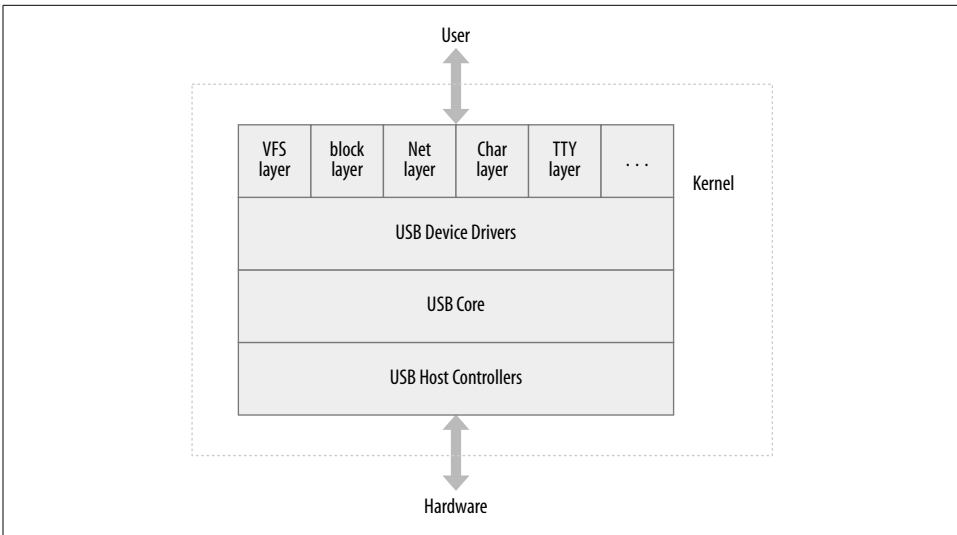 User
VFS
layer
block
layer
Net
layer
Char
layer
TTY
layer
. . .
Kernel
USB Device Drivers
USB Core
USB Host Controllers
Hardware